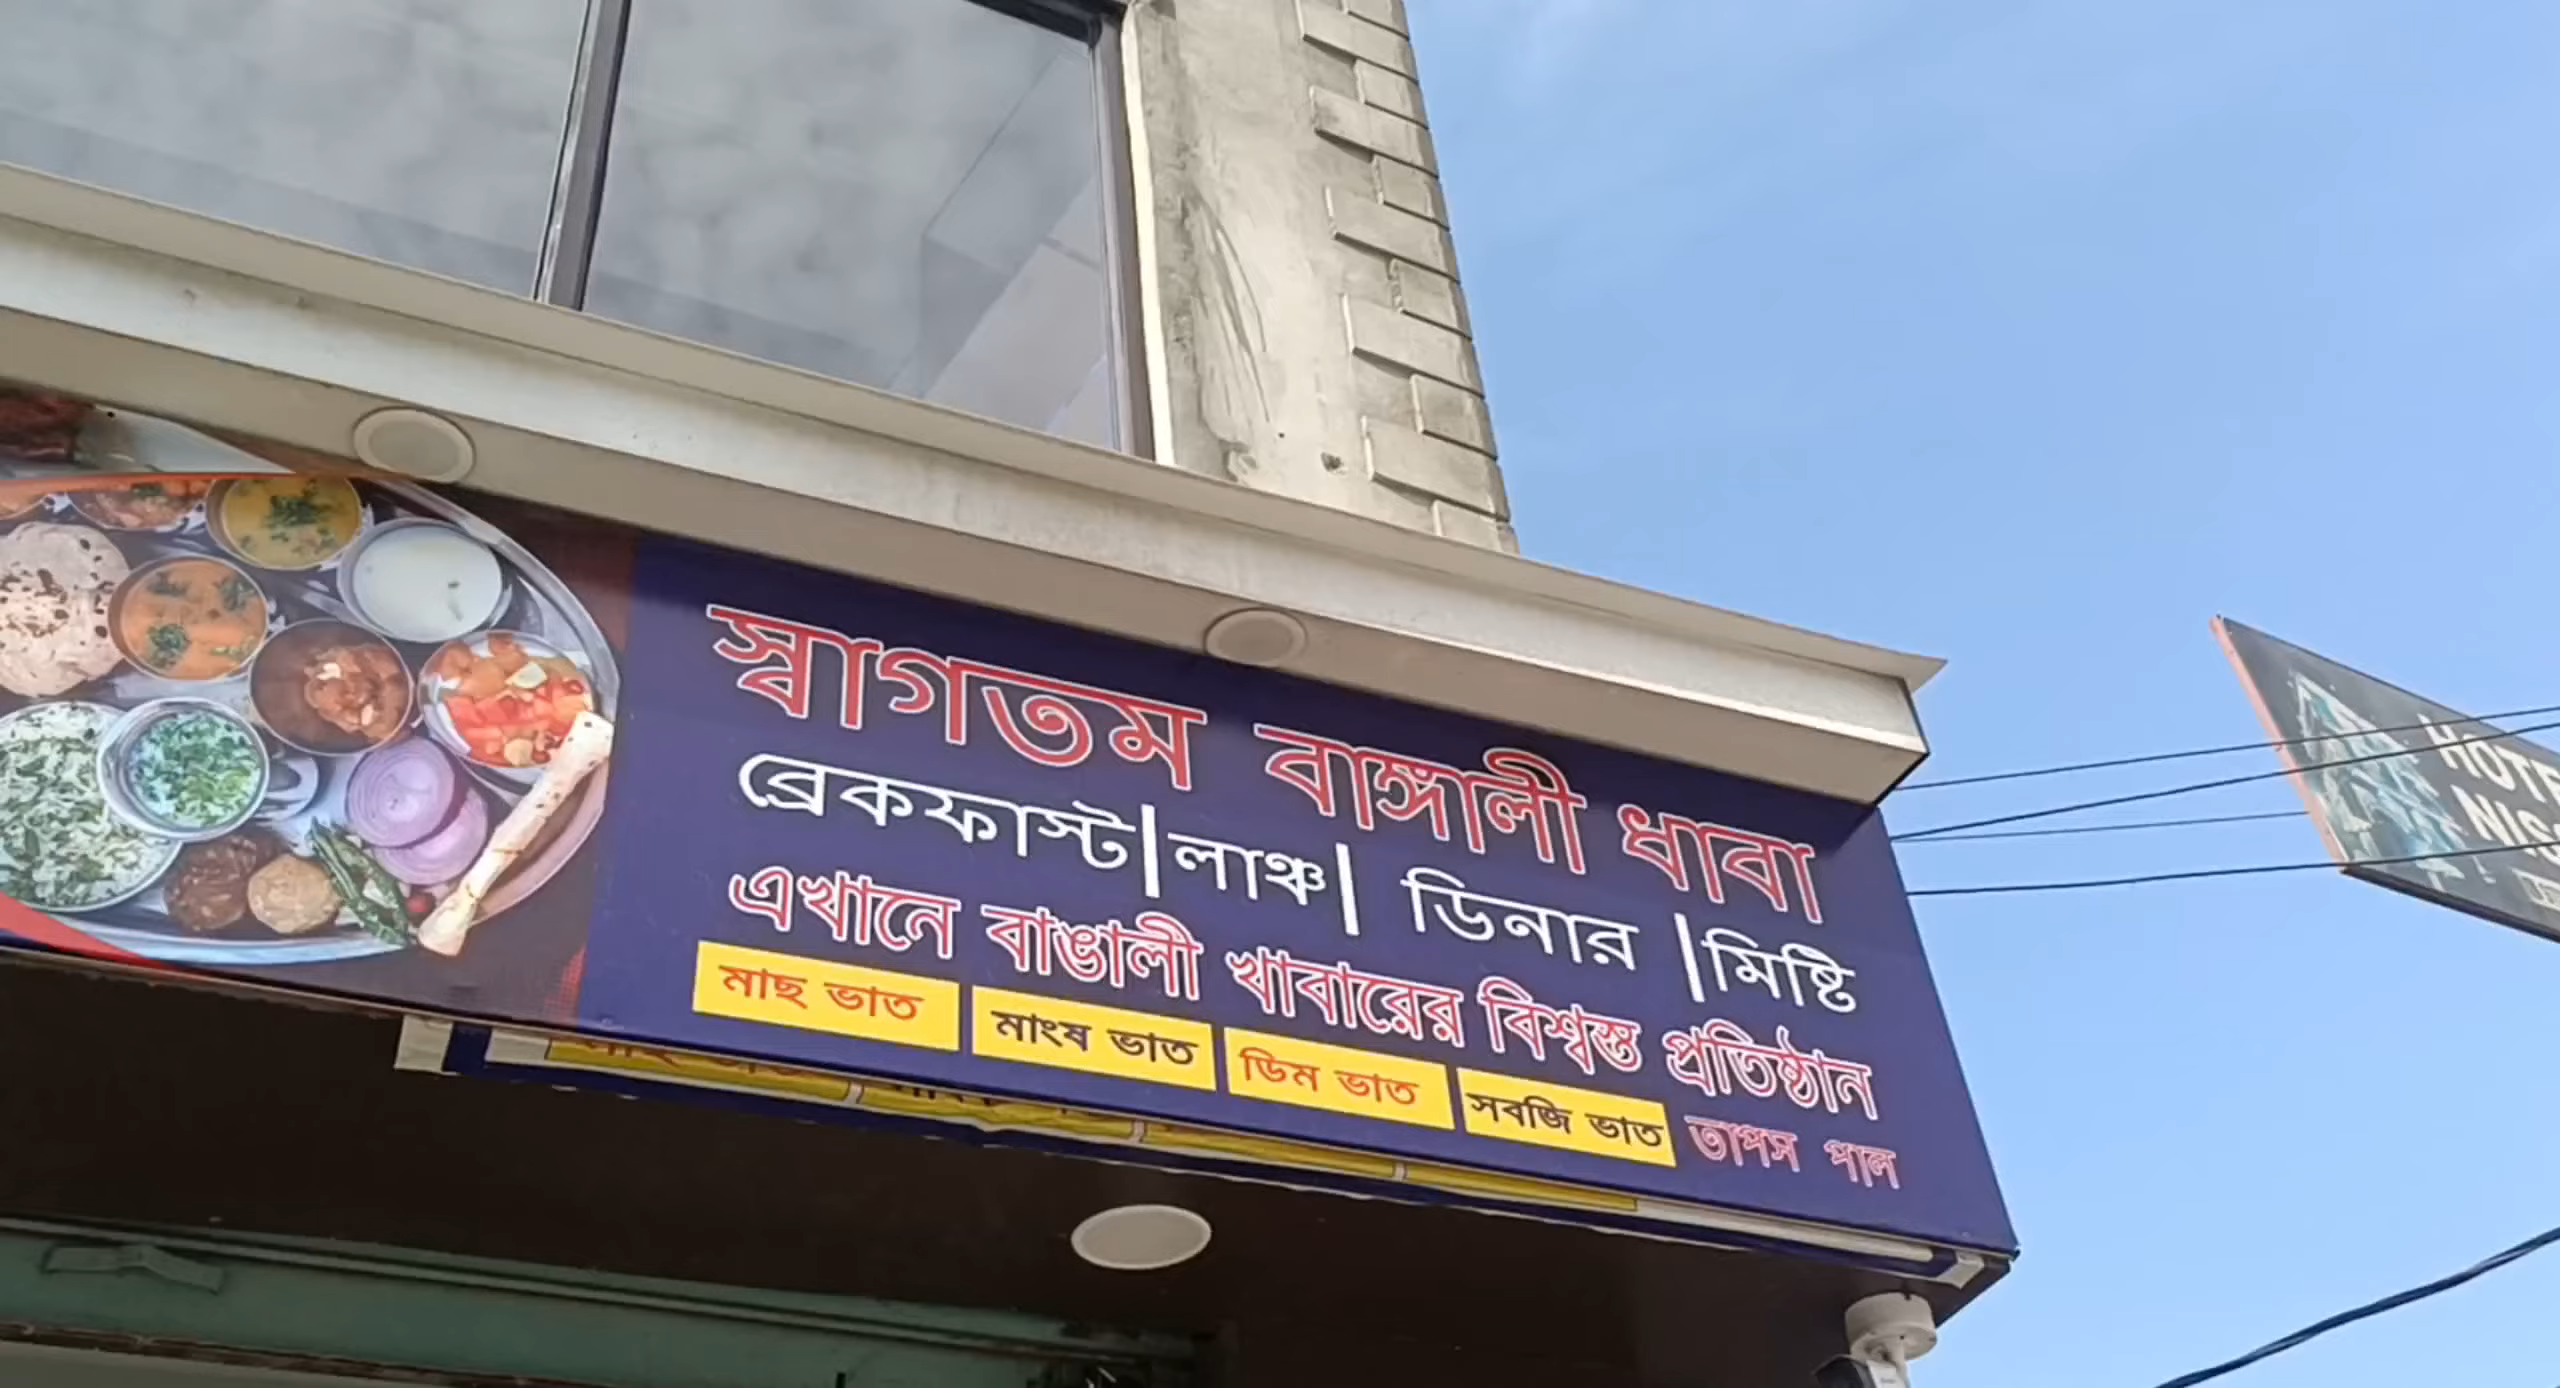 স্বাগতম বাঙ্গালী ধাবা
ব্রেকফাস্ট|লাঞ্চ| ডিনার |মিষ্টি
এখানে বাঙালী খাবারের বিশ্বস্ত প্রতিষ্ঠান
মাছ ভাত মাংষ ভাত ডিম ভাত সবজি ভাত তাপস পাল